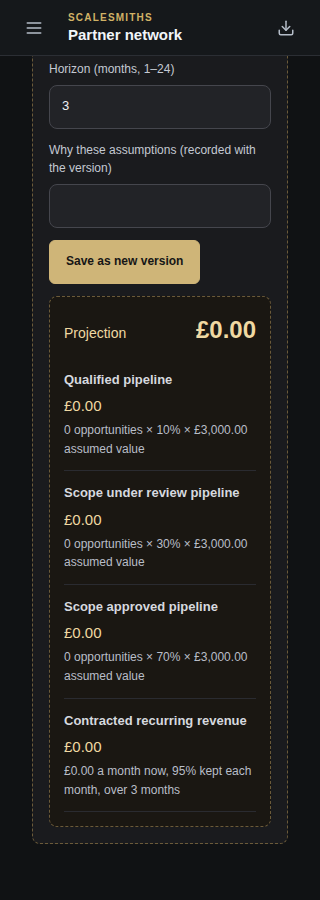 SCALESMITHS
Partner network
Horizon (months, 1–24)
3
Why these assumptions (recorded with
the version)
Save as new version
Projection £0.00
Qualified pipeline
£0.00
0 opportunities × 10% × £3,000.00
assumed value
Scope under review pipeline
£0.00
0 opportunities × 30% × £3,000.00
assumed value
Scope approved pipeline
£0.00
0 opportunities × 70% × £3,000.00
assumed value
Contracted recurring revenue
£0.00
£0.00 a month now, 95% kept each
month, over 3 months